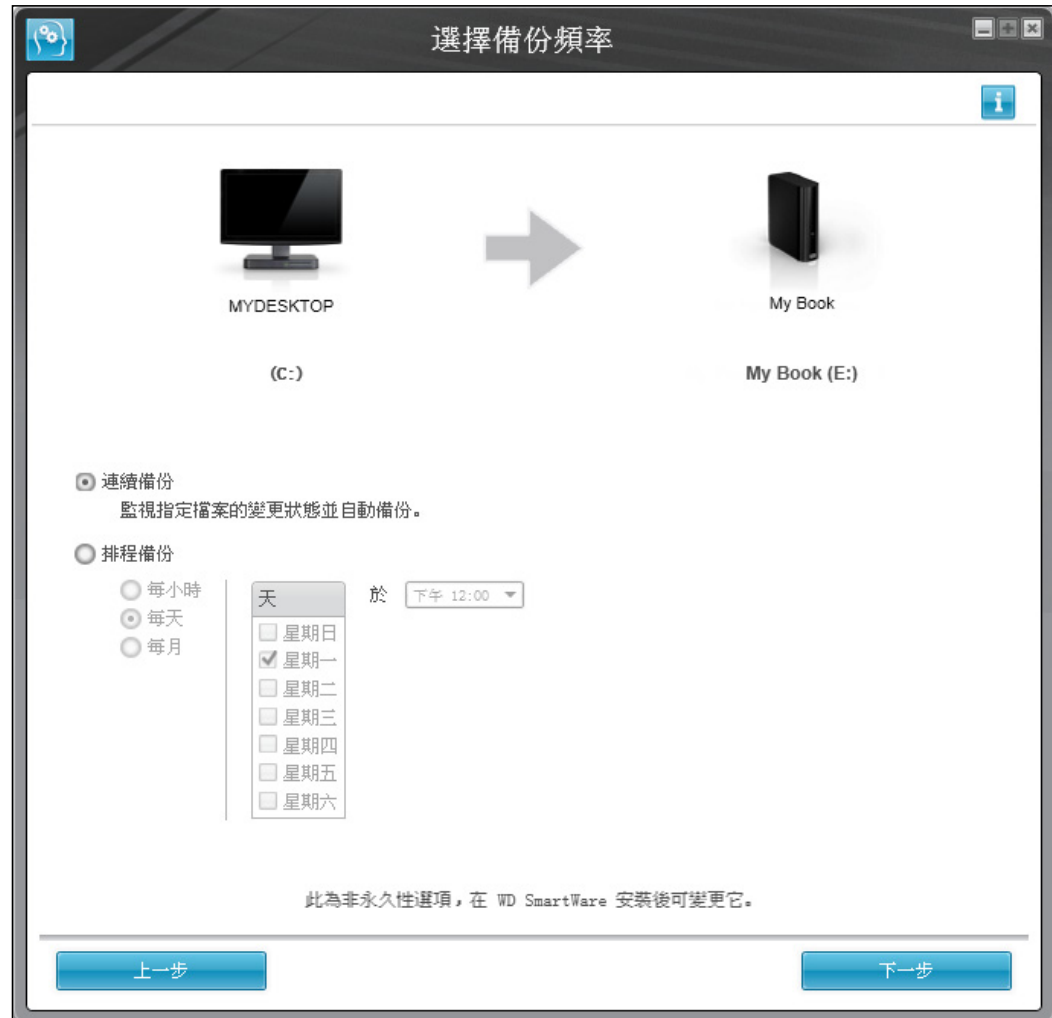 選擇備份頻率
MYDESKTOP
My Book
(C:)
My Book (E:)
連續備份
監視指定檔案的變更狀態並自動備份。
排程備份
每小時
每天
每月
天
星期日
星期一
星期二
星期三
星期四
星期五
星期六
於
下午 12:00
此為非永久性選項，在 WD SmartWare 安裝後可變更它。
上一步
下一步